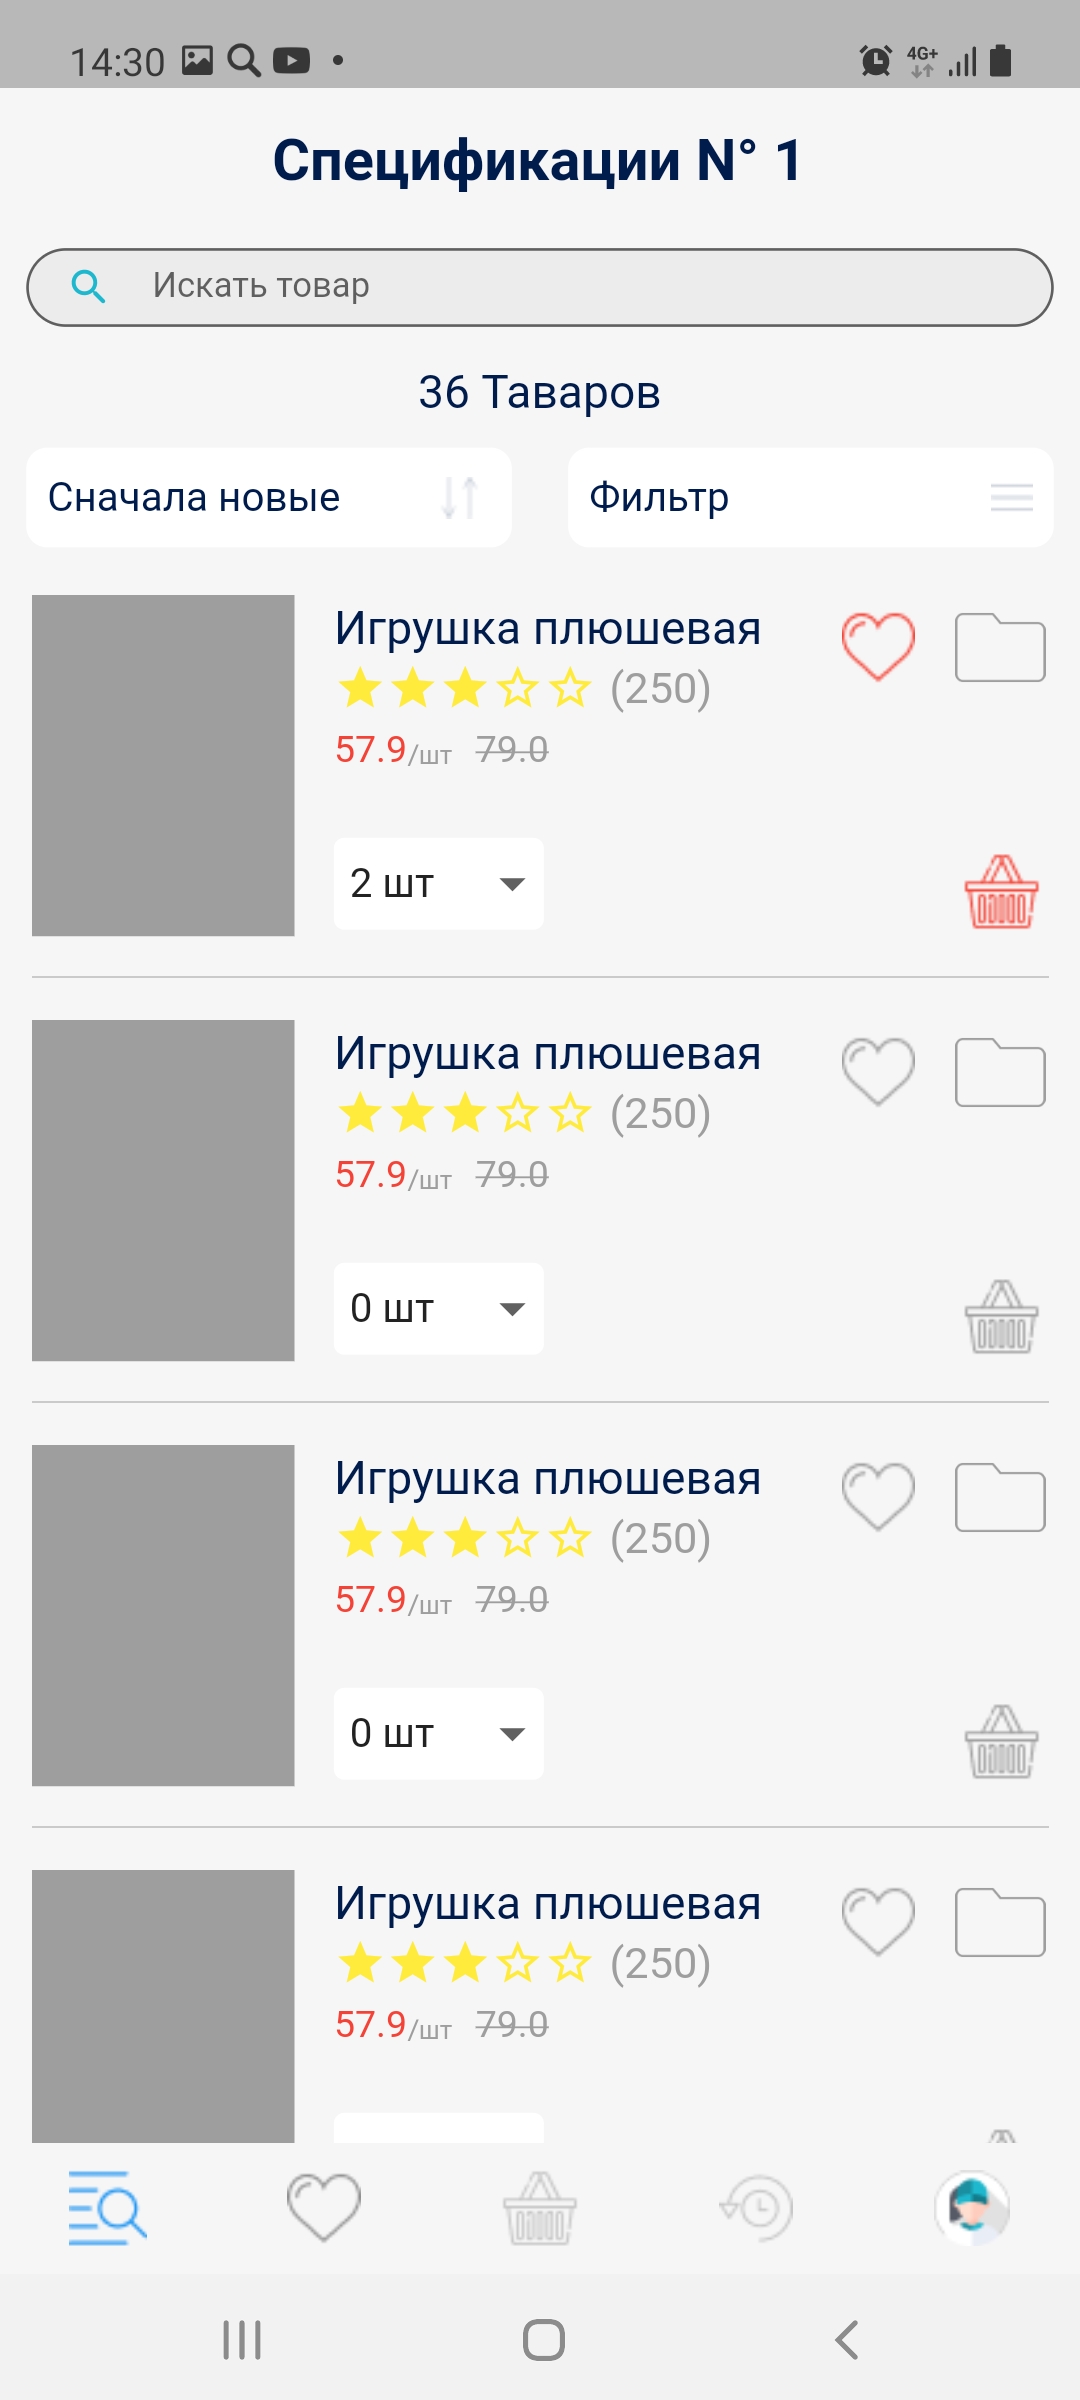 14:30
4G+
Спецификации N° 1
Искать товар
36 Таваров
Сначала новые
Фильтр
Игрушка плюшевая
(250)
57.9/шт 79.0
2 шт
Игрушка плюшевая
(250)
57.9/шт 79.0
0 шт
Игрушка плюшевая
(250)
57.9/шт 79.0
0 шт
Игрушка плюшевая
(250)
57.9/шт 79.0